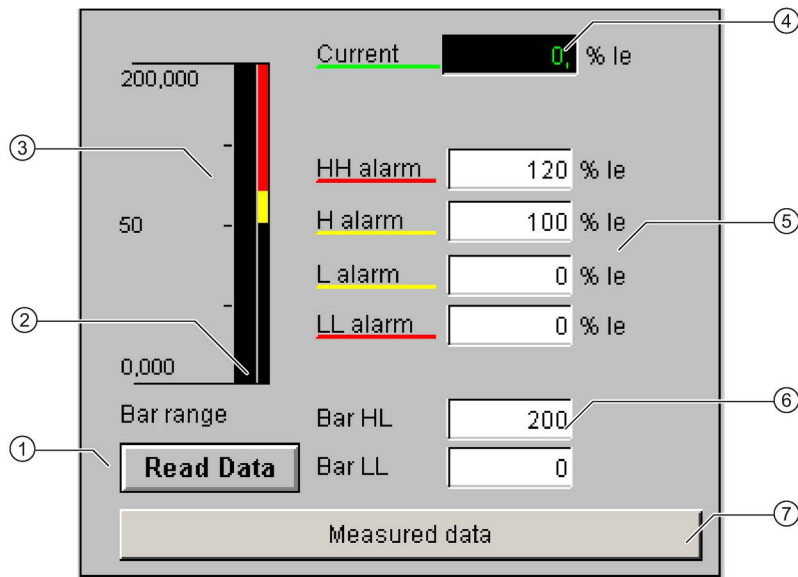 ④
Current 0, % Ie
200,000
③
HH alarm 120 % Ie
H alarm 100 % Ie
50
⑤
L alarm 0 % Ie
②
LL alarm 0 % Ie
0,000
⑥
Bar range Bar HL 200
①
Read Data Bar LL 0
⑦
Measured data